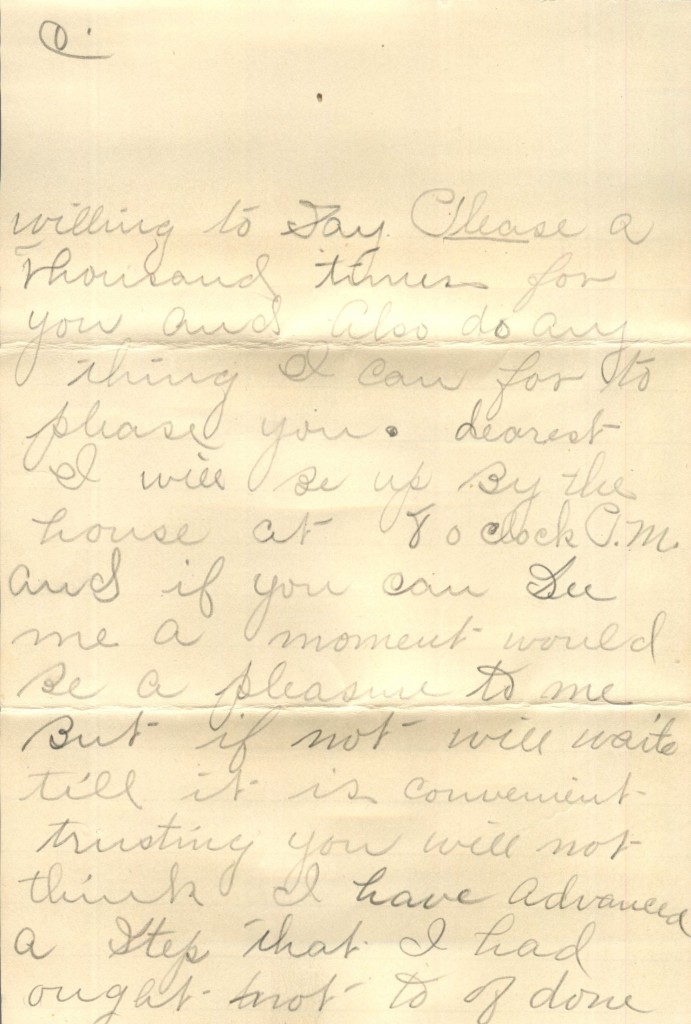 willing to Say Please a
thousand times for
you and Also do any
thing I can for to
please you. dearest
I will Be up By the
house at 8 o clock P.M.
and if you can See
me a moment would
Be a pleasure to me
But if not will waite
till it is convenient
trusting you will not
think I have advanced
a Step that I had
ought not to of done